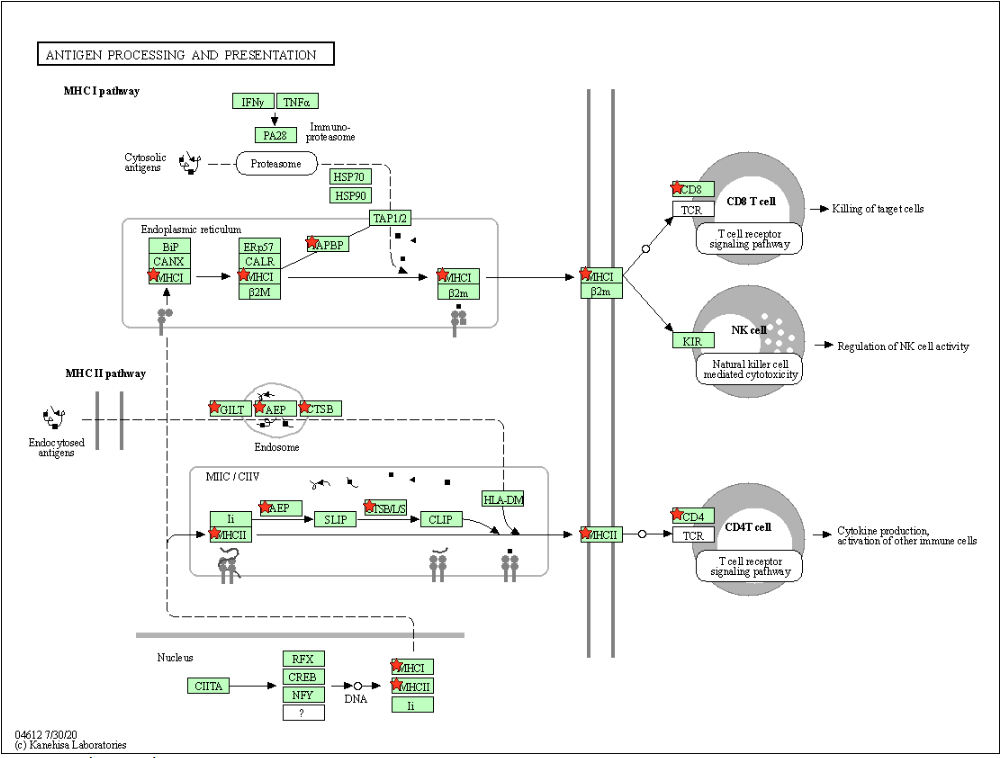 ANTIGEN PROCESSING AND PRESENTATION
MHC I pathway
IFNγ
TNFα
PA28
Immuno-
proteasome
Cytosolic
antigens
Proteasome
HSP70
HSP90
TAP1/2
Endoplasmic reticulum
BiP
CANX
MHCI
ERp57
CALR
MHCI
β2M
TAPBP
MHCI
β2m
MHCI
β2m
CD8
TCR
CD8 T cell
T cell receptor
signaling pathway
Killing of target cells
KIR
NK cell
Natural killer cell
mediated cytotoxicity
Regulation of NK cell activity
MHC II pathway
Endocytosed
antigens
GILT
AEP
CTSB
Endosome
MIIC / CIIV
Ii
MHCII
AEP
SLIP
CTSB/L/S
CLIP
HLA-DM
MHCII
CD4
TCR
CD4T cell
T cell receptor
signaling pathway
Cytokine production,
activation of other immune cells
Nucleus
CIITA
RFX
CREB
NFY
?
DNA
MHCI
MHCII
Ii
04612 7/30/20
(c) Kanehisa Laboratories